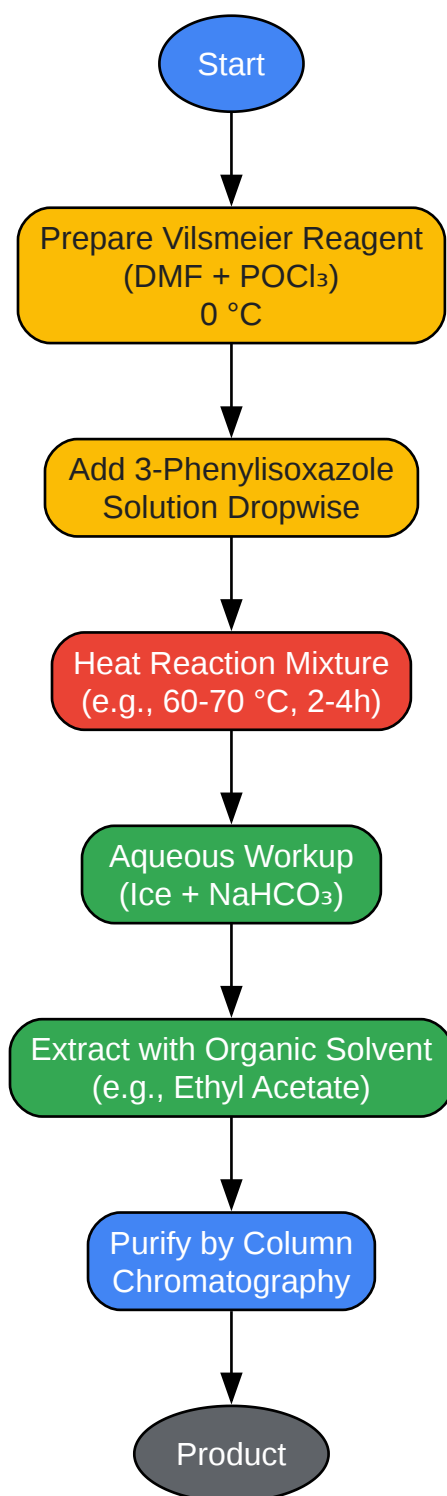 Start
Prepare Vilsmeier Reagent
(DMF + POCl₃)
0 °C
Add 3-Phenylisoxazole
Solution Dropwise
Heat Reaction Mixture
(e.g., 60-70 °C, 2-4h)
Aqueous Workup
(Ice + NaHCO₃)
Extract with Organic Solvent
(e.g., Ethyl Acetate)
Purify by Column
Chromatography
Product